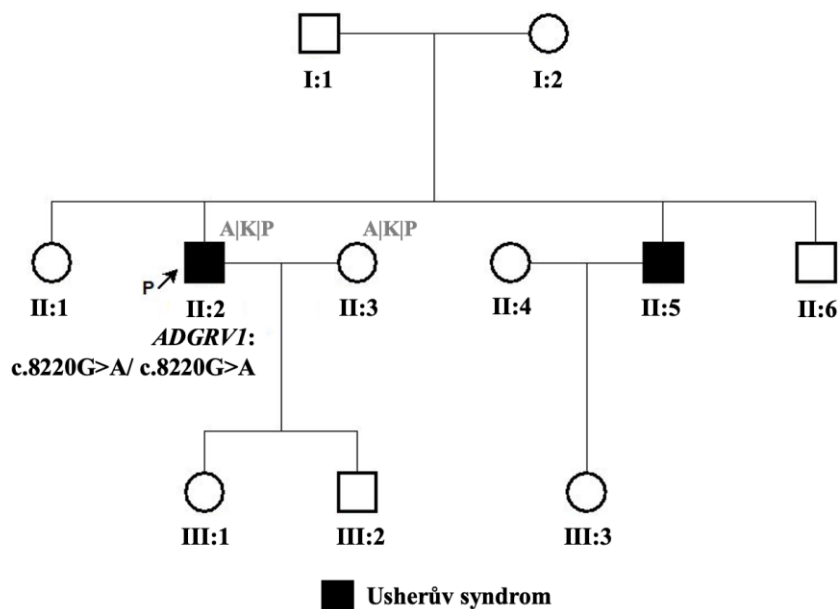 I:1 I:2
A|K|P A|K|P
P
II:1 II:2 II:3 II:4 II:5 II:6
ADGRV1:
c.8220G>A/ c.8220G>A
III:1 III:2 III:3
Usherův syndrom